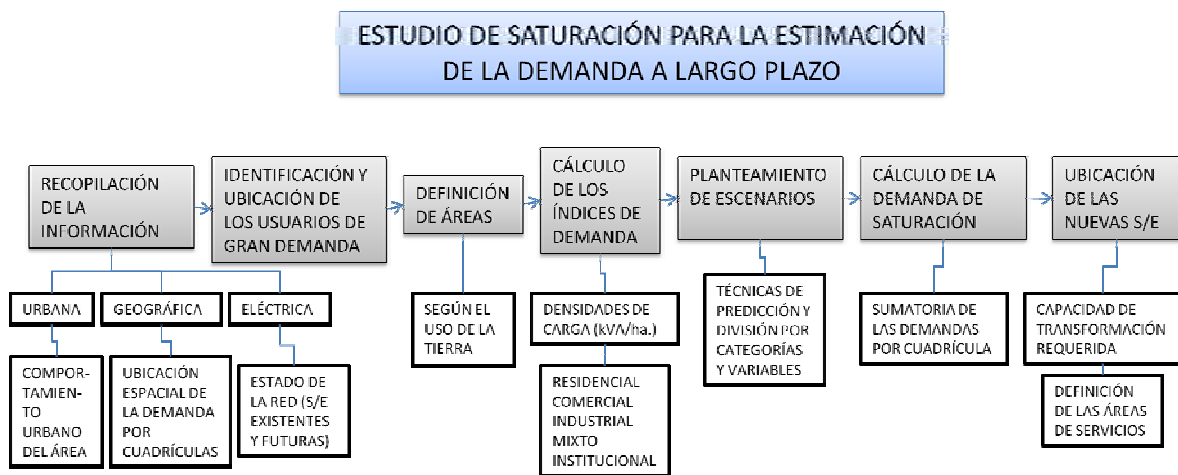 ESTUDIO DE SATURACIÓN PARA LA ESTIMACIÓN
DE LA DEMANDA A LARGO PLAZO
RECOPILACIÓN
DE LA
INFORMACIÓN
IDENTIFICACIÓN Y
UBICACIÓN DE
LOS USUARIOS DE
GRAN DEMANDA
DEFINICIÓN
DE ÁREAS
CÁLCULO
DE LOS
ÍNDICES DE
DEMANDA
PLANTEAMIENTO
DE ESCENARIOS
CÁLCULO DE LA
DEMANDA DE
SATURACIÓN
UBICACIÓN
DE LAS
NUEVAS S/E
URBANA
GEOGRÁFICA
ELÉCTRICA
COMPOR-
TAMIEN-
TO
URBANO
DEL ÁREA
UBICACIÓN
ESPACIAL DE
LA DEMANDA
POR
CUADRÍCULAS
ESTADO DE
LA RED (S/E
EXISTENTES
Y FUTURAS)
SEGÚN EL
USO DE LA
TIERRA
DENSIDADES DE
CARGA (kVA/ha.)
RESIDENCIAL
COMERCIAL
INDUSTRIAL
MIXTO
INSTITUCIONAL
TÉCNICAS DE
PREDICCIÓN Y
DIVISIÓN POR
CATEGORÍAS
Y VARIABLES
SUMATORIA DE
LAS DEMANDAS
POR CUADRÍCULA
CAPACIDAD DE
TRANSFORMACIÓN
REQUERIDA
DEFINICIÓN
DE LAS ÁREAS
DE SERVICIOS